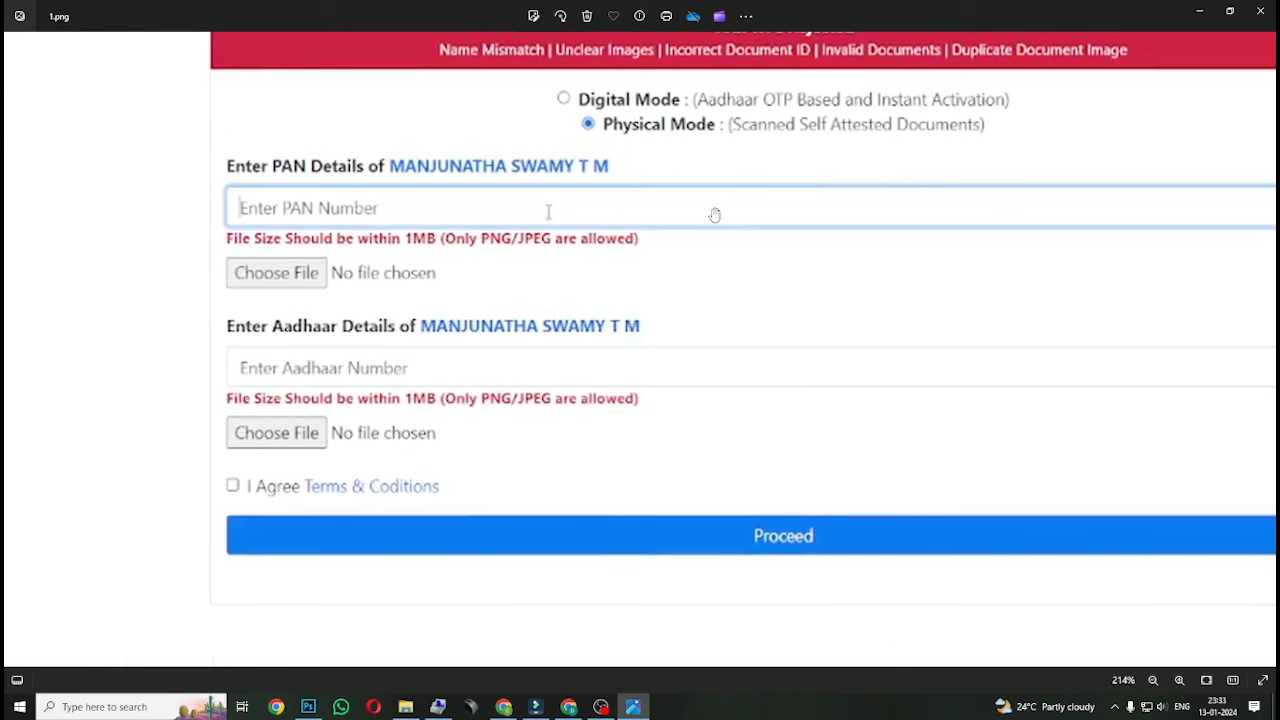 1.png
Name Mismatch | Unclear Images | Incorrect Document ID | Invalid Documents | Duplicate Document Image
Digital Mode : (Aadhaar OTP Based and Instant Activation)
Physical Mode : (Scanned Self Attested Documents)
Enter PAN Details of MANJUNATHA SWAMY T M
Enter PAN Number
File Size Should be within 1MB (Only PNG/JPEG are allowed)
Choose File No file chosen
Enter Aadhaar Details of MANJUNATHA SWAMY T M
Enter Aadhaar Number
File Size Should be within 1MB (Only PNG/JPEG are allowed)
Choose File No file chosen
I Agree Terms & Coditions
Proceed
214%
Type here to search
Ps
24°C Partly cloudy
ENG
23:33
13-01-2024